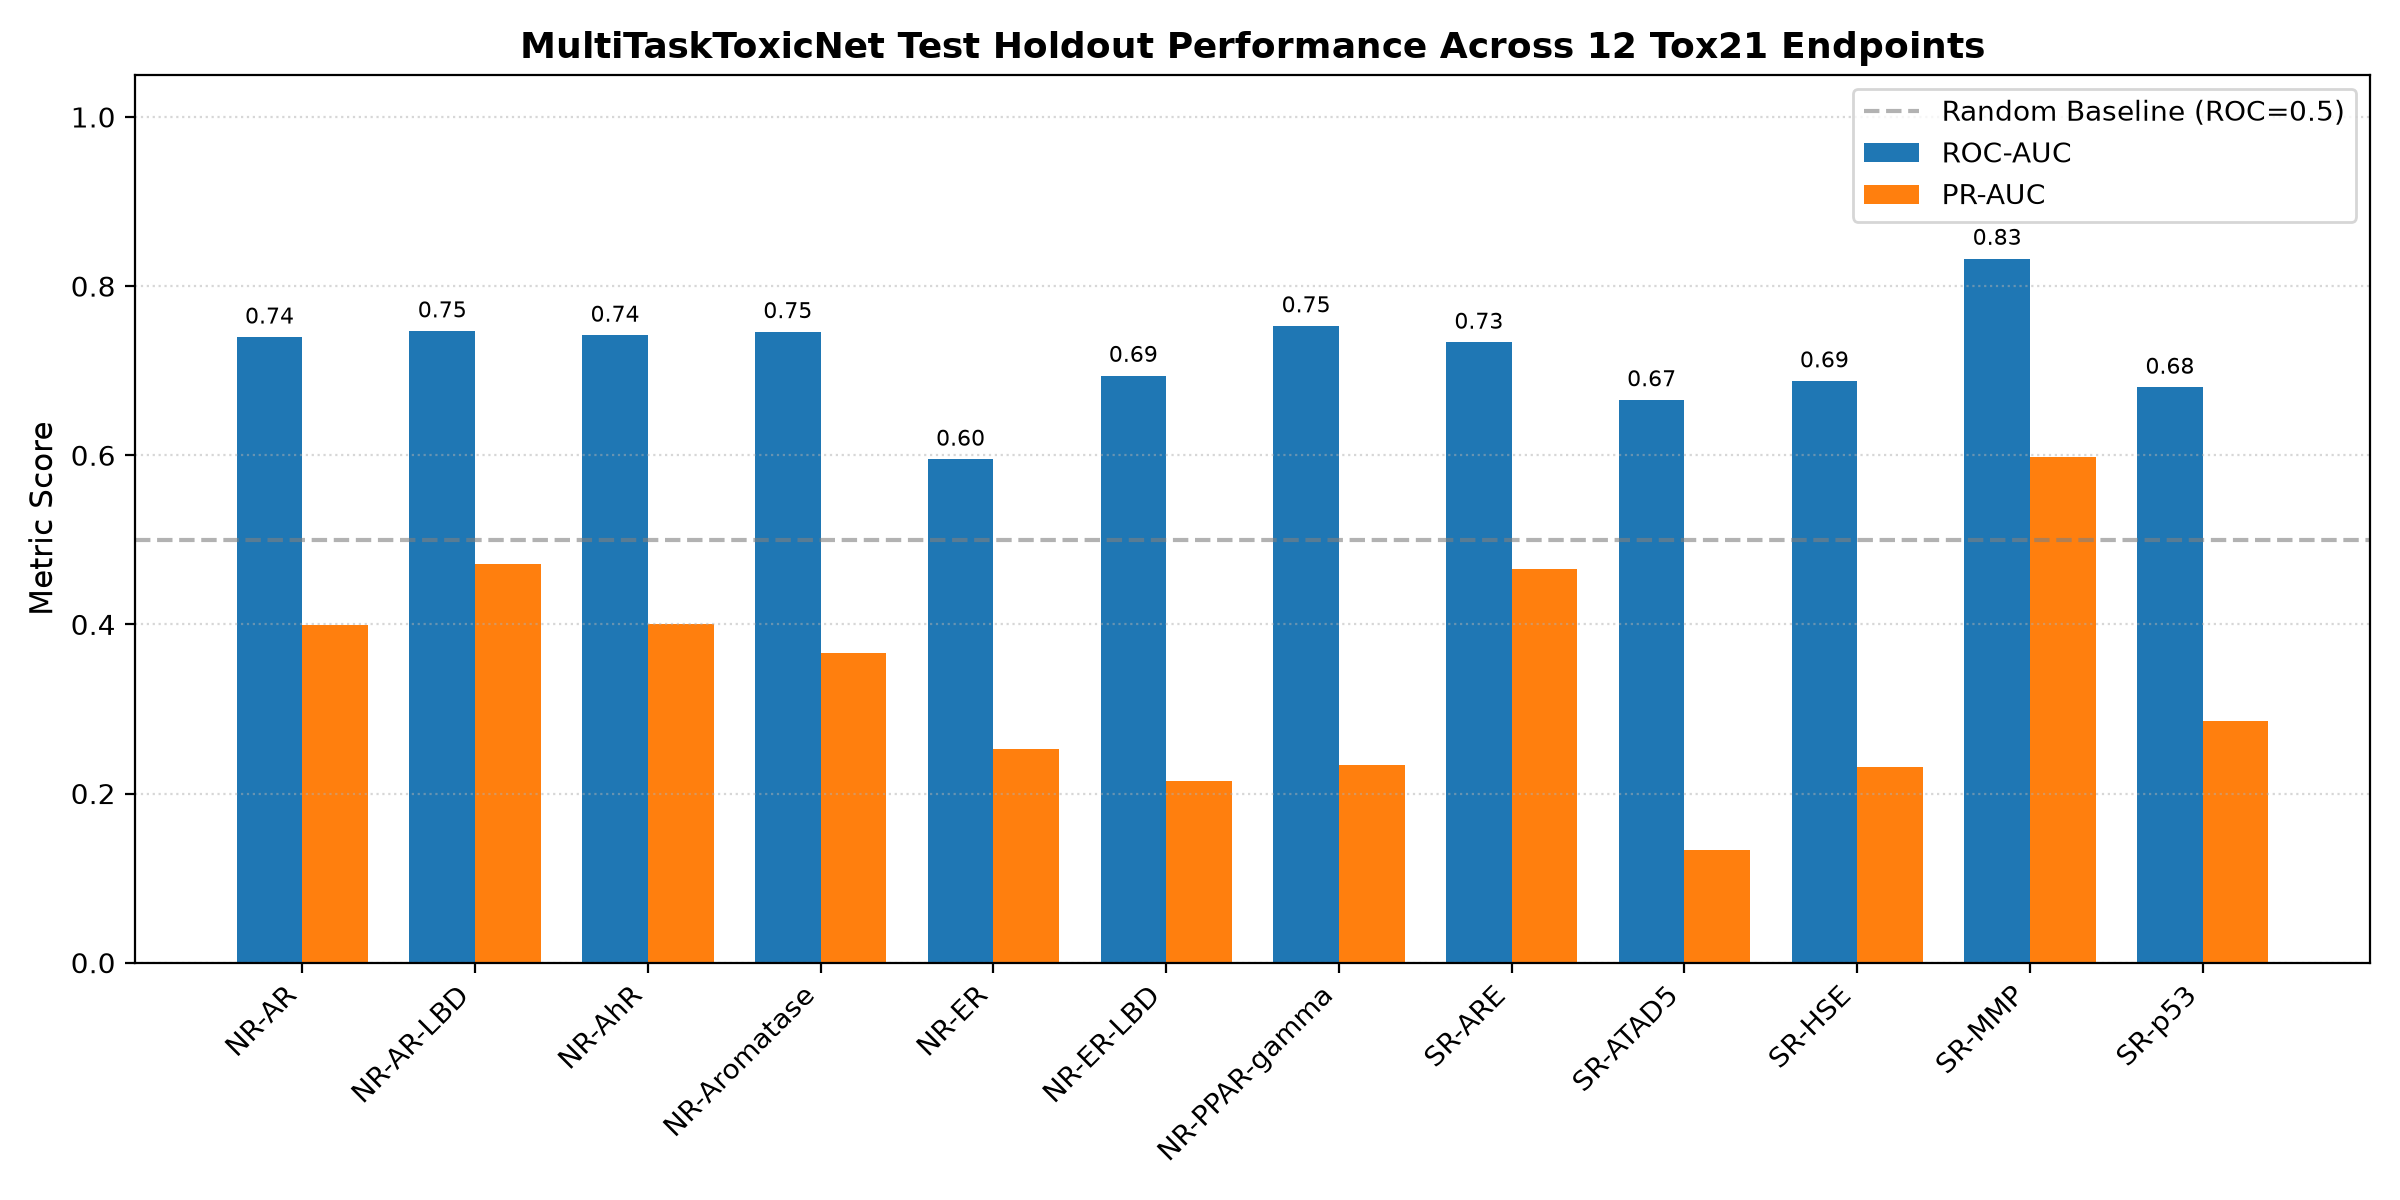 MultiTaskToxicNet Test Holdout Performance Across 12 Tox21 Endpoints
Random Baseline (ROC=0.5)
ROC-AUC
PR-AUC
Metric Score
1.0
0.8
0.6
0.4
0.2
0.0
0.74
0.75
0.74
0.75
0.60
0.69
0.75
0.73
0.67
0.69
0.83
0.68
NR-AR
NR-AR-LBD
NR-AhR
NR-Aromatase
NR-ER
NR-ER-LBD
NR-PPAR-gamma
SR-ARE
SR-ATAD5
SR-HSE
SR-MMP
SR-p53